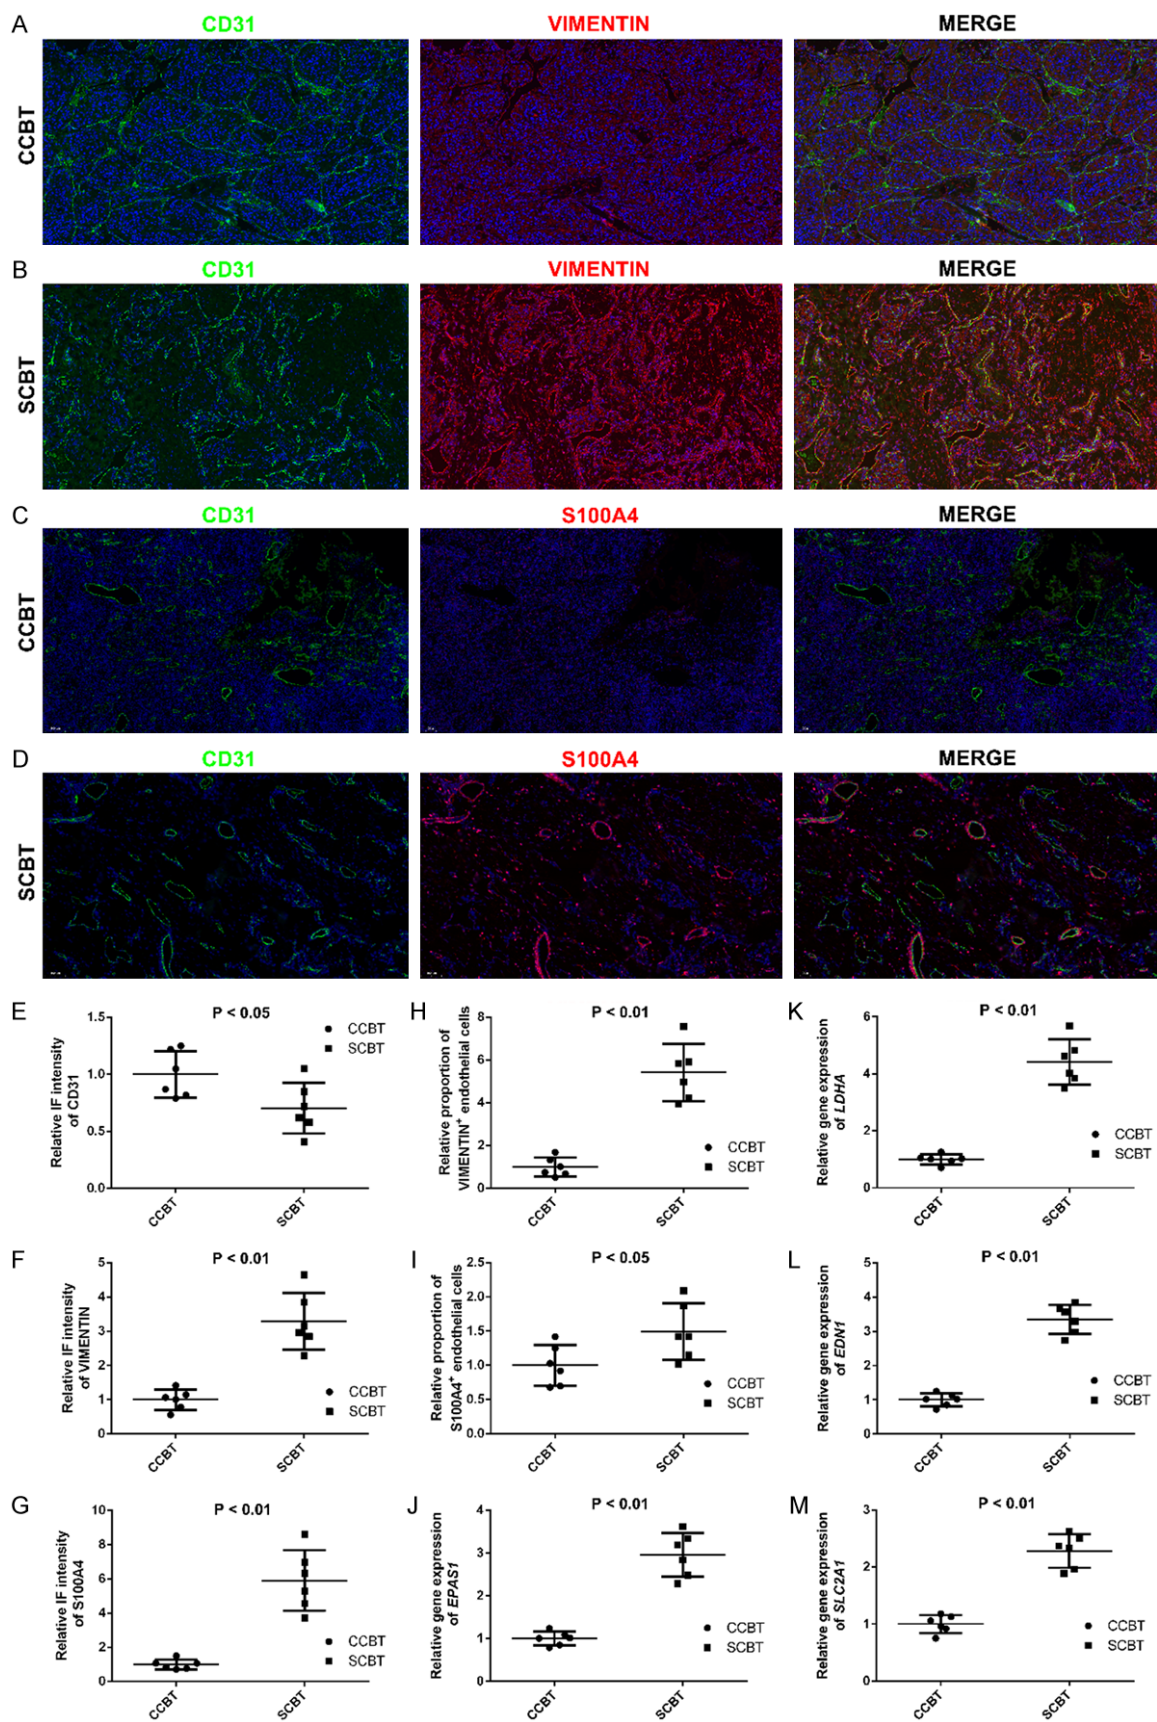 A
CD31
VIMENTIN
MERGE
CCBT
B
CD31
VIMENTIN
MERGE
SCBT
C
CD31
S100A4
MERGE
CCBT
D
CD31
S100A4
MERGE
SCBT
E
P < 0.05
Relative IF intensity
of CD31
1.5
1.0
0.5
0.0
CCBT
SCBT
CCBT
SCBT
H
P < 0.01
Relative proportion of
VIMENTIN⁺ endothelial cells
8
6
4
2
0
CCBT
SCBT
CCBT
SCBT
K
P < 0.01
Relative gene expression
of LDHA
6
4
2
0
CCBT
SCBT
CCBT
SCBT
F
P < 0.01
Relative IF intensity
of VIMENTIN
5
4
3
2
1
0
CCBT
SCBT
CCBT
SCBT
I
P < 0.05
Relative proportion of
S100A4⁺ endothelial cells
2.5
2.0
1.5
1.0
0.5
0.0
CCBT
SCBT
CCBT
SCBT
L
P < 0.01
Relative gene expression
of EDN1
5
4
3
2
1
0
CCBT
SCBT
CCBT
SCBT
G
P < 0.01
Relative IF intensity
of S100A4
10
8
6
4
2
0
CCBT
SCBT
CCBT
SCBT
J
P < 0.01
Relative gene expression
of EPAS1
4
3
2
1
0
CCBT
SCBT
CCBT
SCBT
M
P < 0.01
Relative gene expression
of SLC2A1
3
2
1
0
CCBT
SCBT
CCBT
SCBT